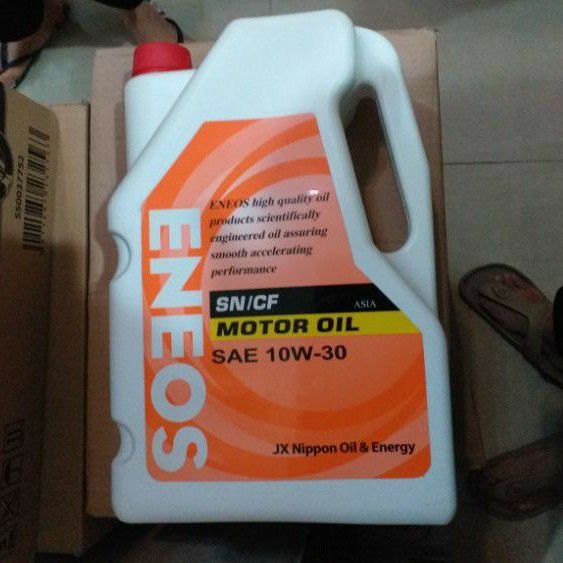 ENEOS
ENEOS high quality oil
products scientifically
engineered oil assuring
smooth accelerating
performance
SN/CF ASIA
MOTOR OIL
SAE 10W-30
JX Nippon Oil & Energy
550037752